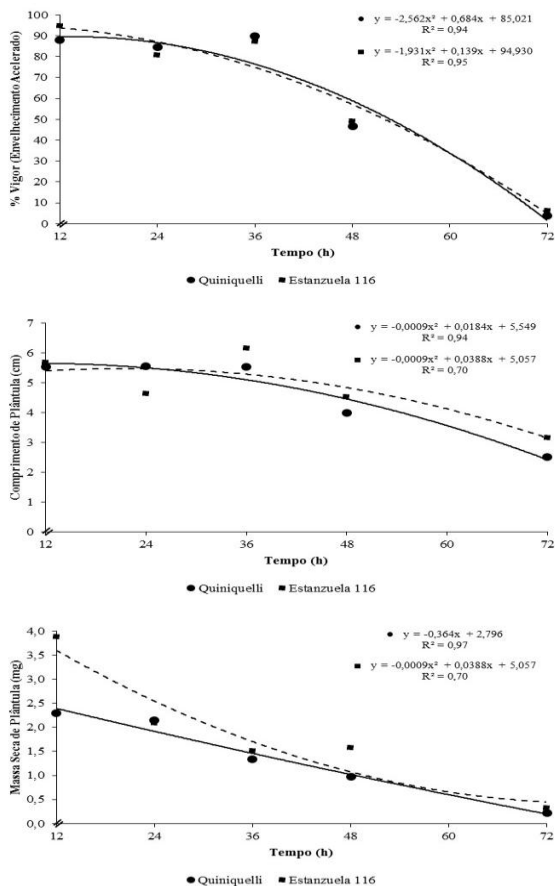 % Vigor (Envelhecimento Acelerado)
100
90
80
70
60
50
40
30
20
10
0
● y = -2,562x² + 0,684x + 85,021
R² = 0,94
■ y = -1,931x² + 0,139x + 94,930
R² = 0,95
12 24 36 48 60 72
Tempo (h)
● Quiniquelli ■ Estanzuela 116
Comprimento de Plântula (cm)
7
6
5
4
3
2
1
0
● y = -0,0009x² + 0,0184x + 5,549
R² = 0,94
■ y = -0,0009x² + 0,0388x + 5,057
R² = 0,70
12 24 36 48 60 72
Tempo (h)
● Quiniquelli ■ Estanzuela 116
Massa Seca de Plântula (mg)
4,0
3,5
3,0
2,5
2,0
1,5
1,0
0,5
0,0
● y = -0,364x + 2,796
R² = 0,97
■ y = -0,0009x² + 0,0388x + 5,057
R² = 0,70
12 24 36 48 60 72
Tempo (h)
● Quiniquelli ■ Estanzuela 116